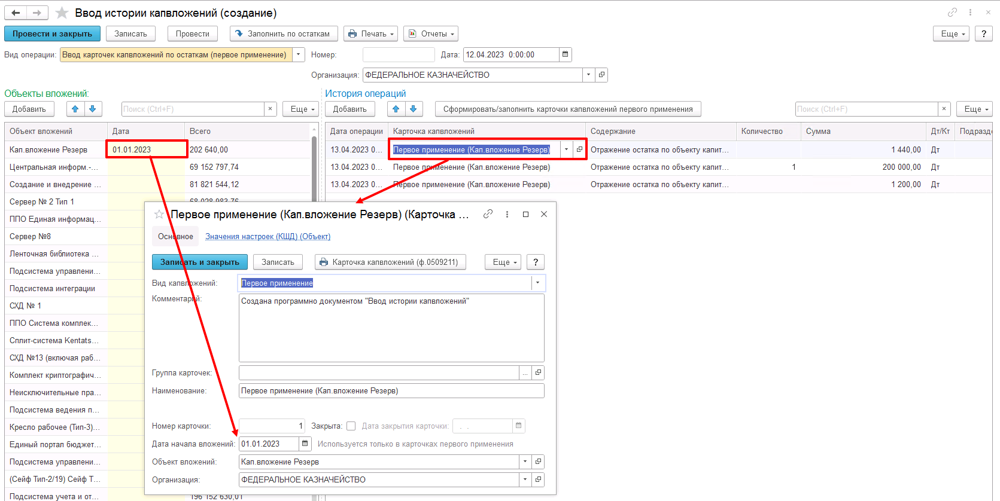 Ввод истории капвложений (создание)
Провести и закрыть Записать Провести Заполнить по остаткам Печать Отчеты Еще ?
Вид операции: Ввод карточек капвложений по остаткам (первое применение) Номер: Дата: 12.04.2023 0:00:00
Организация: ФЕДЕРАЛЬНОЕ КАЗНАЧЕЙСТВО
Объекты вложений:
Добавить Поиск (Ctrl+F) × Еще
Объект вложений Дата Всего
Кап.вложение Резерв 01.01.2023 202 640,00
Центральная информ.-... 69 152 797,74
Создание и внедрение ... 81 821 544,12
Сервер № 2 Тип 1
ППО Единая информац...
Сервер №8
Ленточная библиотека ...
Подсистема управлени...
Подсистема интеграции
СХД № 1
ППО Система комплек...
Сплит-система Kentats...
СХД №13 (включая раб...
Комплект криптографич...
Неисключительные пра...
Подсистема ведения п...
Кресло рабочее (Тип-3)...
Единый портал бюджет...
Подсистема управлени...
(Сейф Тип-2/19) Сейф Т...
Подсистема учета и от... 196 152 630,01
История операций
Добавить Сформировать/заполнить карточки капвложений первого применения Поиск (Ctrl+F) × Еще
Дата операции Карточка капвложений Содержание Количество Сумма Дт/Кт Подразде
13.04.2023 0... Первое применение (Кап.вложение Резерв) Отражение остатка по объекту капит... 1 440,00 Дт
13.04.2023 0... Первое применение (Кап.вложение Резерв) Отражение остатка по объекту капит... 1 200 000,00 Дт
13.04.2023 0... Первое применение (Кап.вложение Резерв) Отражение остатка по объекту капит... 1 200,00 Дт
Первое применение (Кап.вложение Резерв) (Карточка ...
Основное Значения настроек (КШД) (Объект)
Записать и закрыть Записать Карточка капвложений (ф.0509211) Еще ?
Вид капвложений: Первое применение
Комментарий: Создана программно документом "Ввод истории капвложений"
Группа карточек: ...
Наименование: Первое применение (Кап.вложение Резерв)
Номер карточки: 1 Закрыта: Дата закрытия карточки: . .
Дата начала вложений: 01.01.2023 Используется только в карточках первого применения
Объект вложений: Кап.вложение Резерв
Организация: ФЕДЕРАЛЬНОЕ КАЗНАЧЕЙСТВО